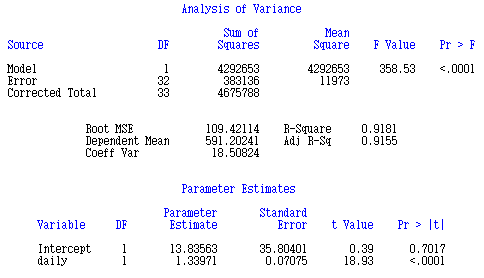 Analysis of Variance
Sum of Mean
Source DF Squares Square F Value Pr > F
Model 1 4292653 4292653 358.53 <.0001
Error 32 383136 11973
Corrected Total 33 4675788
Root MSE 109.42114 R-Square 0.9181
Dependent Mean 591.20241 Adj R-Sq 0.9155
Coeff Var 18.50824
Parameter Estimates
Parameter Standard
Variable DF Estimate Error t Value Pr > |t|
Intercept 1 13.83563 35.80401 0.39 0.7017
daily 1 1.33971 0.07075 18.93 <.0001